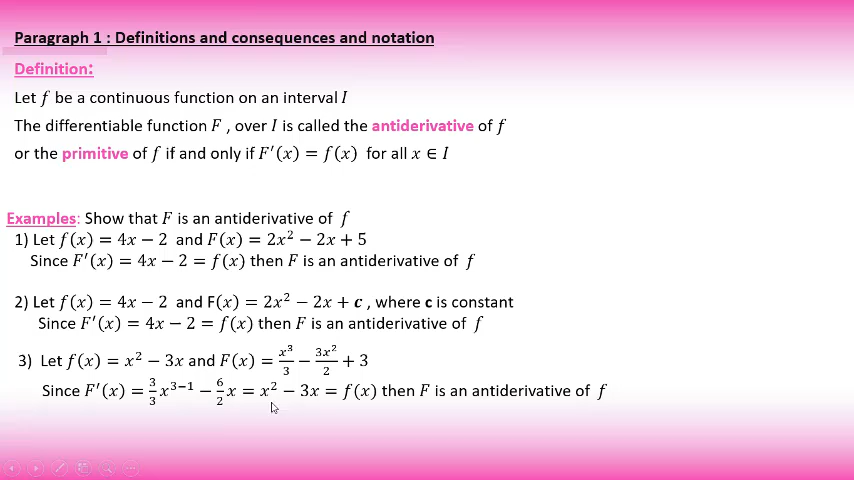 Paragraph 1 : Definitions and consequences and notation
Definition:
Let 𝑓 be a continuous function on an interval 𝐼
The differentiable function 𝐹 , over 𝐼 is called the antiderivative of 𝑓
or the primitive of 𝑓 if and only if 𝐹′(𝑥) = 𝑓(𝑥) for all 𝑥 ∈ 𝐼
Examples: Show that 𝐹 is an antiderivative of 𝑓
1) Let 𝑓(𝑥) = 4𝑥 − 2 and 𝐹(𝑥) = 2𝑥² − 2𝑥 + 5
Since 𝐹′(𝑥) = 4𝑥 − 2 = 𝑓(𝑥) then 𝐹 is an antiderivative of 𝑓
2) Let 𝑓(𝑥) = 4𝑥 − 2 and F(𝑥) = 2𝑥² − 2𝑥 + 𝒄 , where c is constant
Since 𝐹′(𝑥) = 4𝑥 − 2 = 𝑓(𝑥) then 𝐹 is an antiderivative of 𝑓
3) Let 𝑓(𝑥) = 𝑥² − 3𝑥 and 𝐹(𝑥) = 𝑥³/3 − 3𝑥²/2 + 3
Since 𝐹′(𝑥) = 3/3 𝑥³⁻¹ − 6/2 𝑥 = 𝑥² − 3𝑥 = 𝑓(𝑥) then 𝐹 is an antiderivative of 𝑓